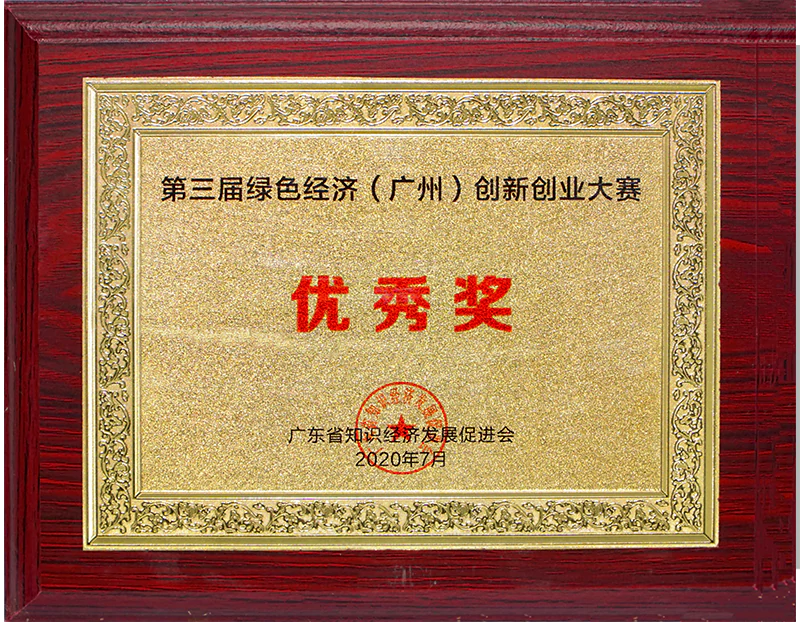 第三届绿色经济（广州）创新创业大赛
优秀奖
广东省知识经济发展促进会
2020年7月